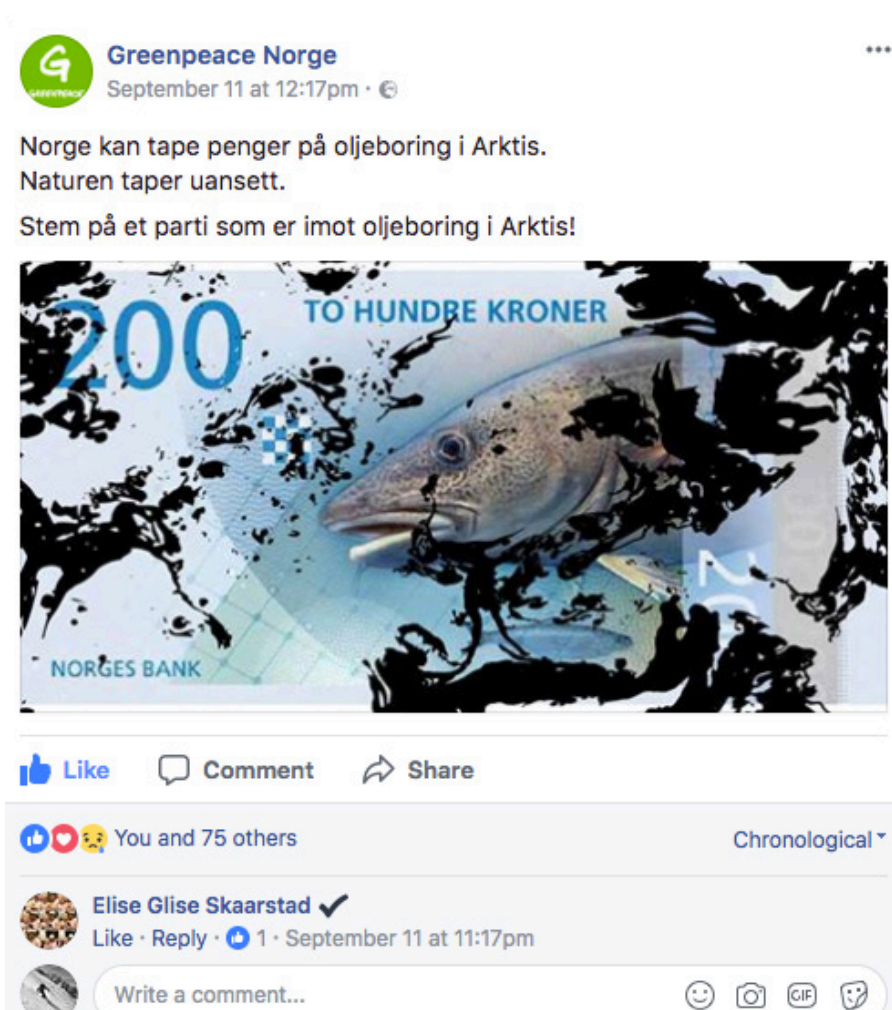 GREENPEACE
Greenpeace Norge
September 11 at 12:17pm ·
Norge kan tape penger på oljeboring i Arktis.
Naturen taper uansett.
Stem på et parti som er imot oljeboring i Arktis!
200
TO HUNDRE KRONER
NORGES BANK
Like
Comment
Share
You and 75 others
Chronological
Elise Glise Skaarstad ✔
Like · Reply · 1 · September 11 at 11:17pm
Write a comment...
GIF